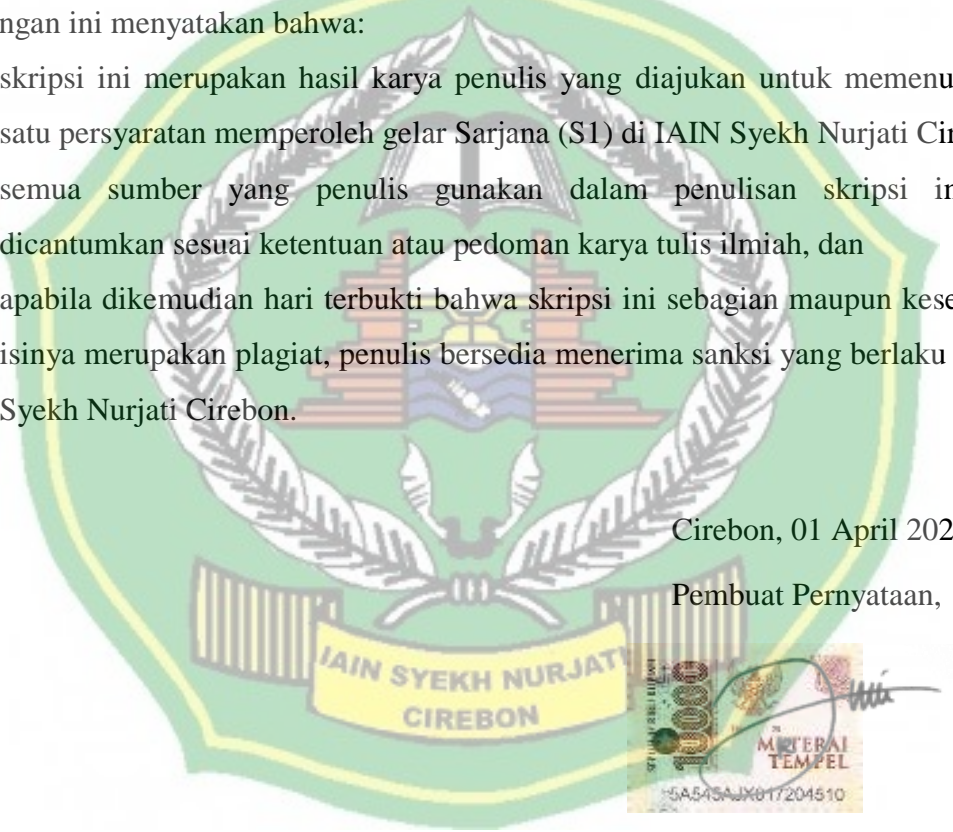 ngan ini menyatakan bahwa:
skripsi ini merupakan hasil karya penulis yang diajukan untuk memenu
satu persyaratan memperoleh gelar Sarjana (S1) di IAIN Syekh Nurjati Cir
semua sumber yang penulis gunakan dalam penulisan skripsi in
dicantumkan sesuai ketentuan atau pedoman karya tulis ilmiah, dan
apabila dikemudian hari terbukti bahwa skripsi ini sebagian maupun kese
isinya merupakan plagiat, penulis bersedia menerima sanksi yang berlaku
Syekh Nurjati Cirebon.
Cirebon, 01 April 202
Pembuat Pernyataan,
IAIN SYEKH NURJATI
CIREBON
10000
METERAI
TEMPEL
5A545AJX017204510